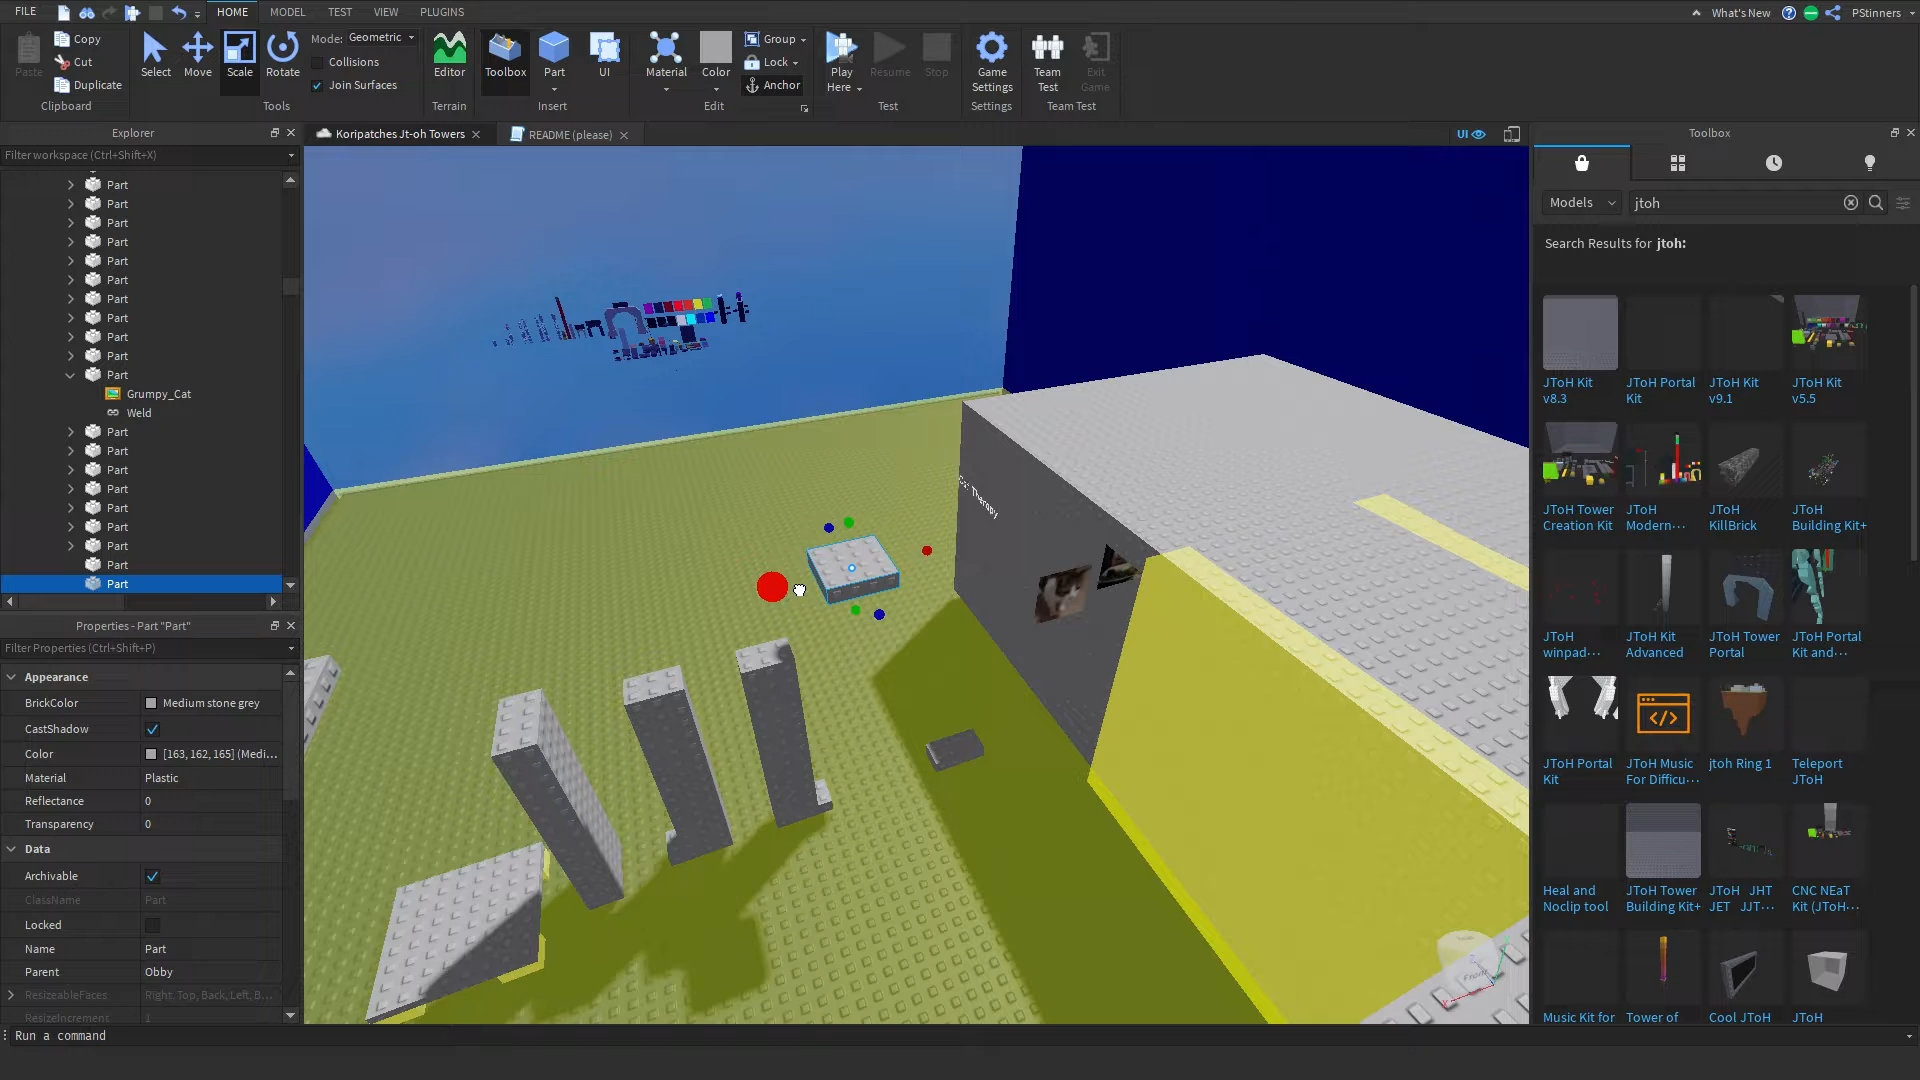 FILE
HOME
MODEL
TEST
VIEW
PLUGINS
What's New
PStinners
Paste
Copy
Cut
Duplicate
Clipboard
Select
Move
Scale
Rotate
Mode: Geometric
Collisions
Join Surfaces
Tools
Editor
Terrain
Toolbox
Part
UI
Insert
Material
Color
Group
Lock
Anchor
Edit
Play
Here
Resume
Stop
Test
Game
Settings
Settings
Team
Test
Exit
Game
Team Test
Explorer
Filter workspace (Ctrl+Shift+X)
Part
Part
Part
Part
Part
Part
Part
Part
Part
Part
Part
Grumpy_Cat
Weld
Part
Part
Part
Part
Part
Part
Part
Part
Part
Properties - Part "Part"
Filter Properties (Ctrl+Shift+P)
Appearance
BrickColor Medium stone grey
CastShadow
Color [163, 162, 165] (Medi...
Material Plastic
Reflectance 0
Transparency 0
Data
Archivable
ClassName Part
Locked
Name Part
Parent Obby
ResizeableFaces Right, Top, Back, Left, B...
ResizeIncrement 1
Run a command
Koripatches Jt-oh Towers
README (please)
UI
Therapy
Front
X
Toolbox
Models
jtoh
Search Results for jtoh:
JToH Kit
v8.3
JToH Portal
Kit
JToH Kit
v9.1
JToH Kit
v5.5
JToH Tower
Creation Kit
JToH
Modern···
JToH
KillBrick
JToH
Building Kit+
JToH
winpad···
JToH Kit
Advanced
JToH Tower
Portal
JToH Portal
Kit and···
JToH Portal
Kit
JToH Music
For Difficu···
jtoh Ring 1
Teleport
JToH
Heal and
Noclip tool
JToH Tower
Building Kit+
JToH JHT
JET JJT···
CNC NEaT
Kit (JToH···
Music Kit for
Tower of
Cool JToH
JToH